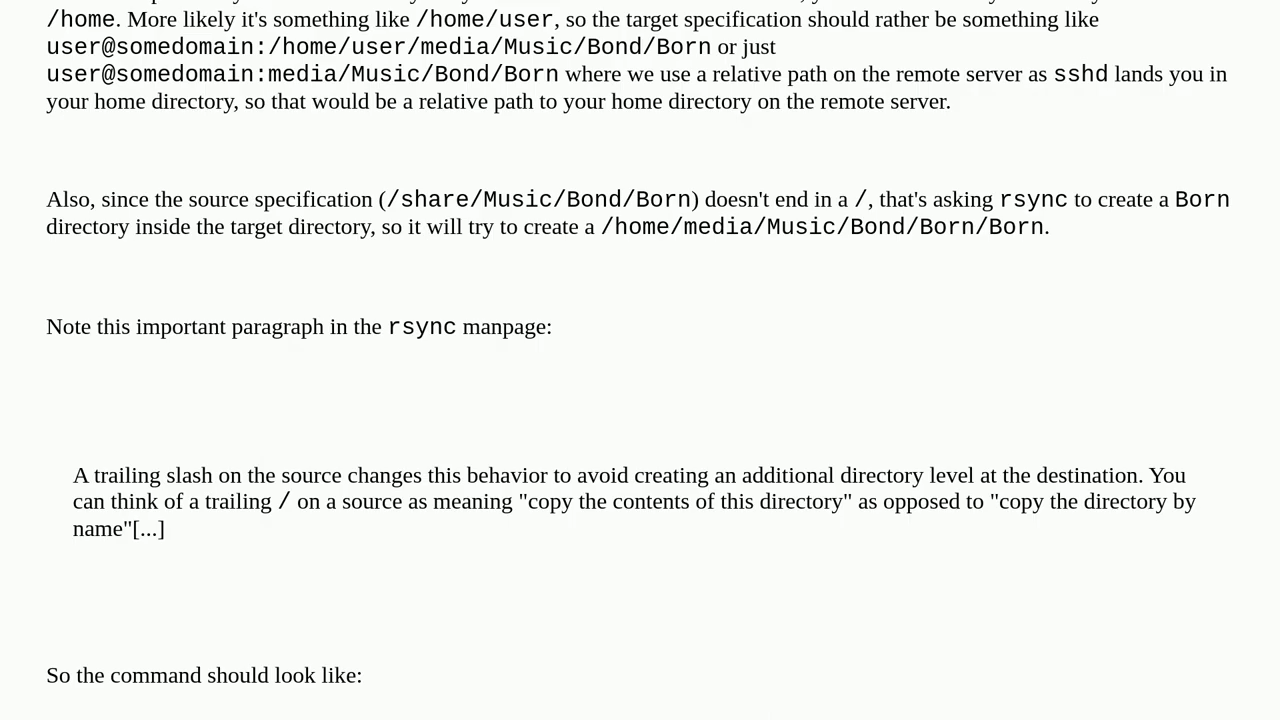 /home. More likely it's something like /home/user, so the target specification should rather be something like
user@somedomain:/home/user/media/Music/Bond/Born or just
user@somedomain:media/Music/Bond/Born where we use a relative path on the remote server as sshd lands you in
your home directory, so that would be a relative path to your home directory on the remote server.
Also, since the source specification (/share/Music/Bond/Born) doesn't end in a /, that's asking rsync to create a Born
directory inside the target directory, so it will try to create a /home/media/Music/Bond/Born/Born.
Note this important paragraph in the rsync manpage:
A trailing slash on the source changes this behavior to avoid creating an additional directory level at the destination. You
can think of a trailing / on a source as meaning "copy the contents of this directory" as opposed to "copy the directory by
name"[...]
So the command should look like: